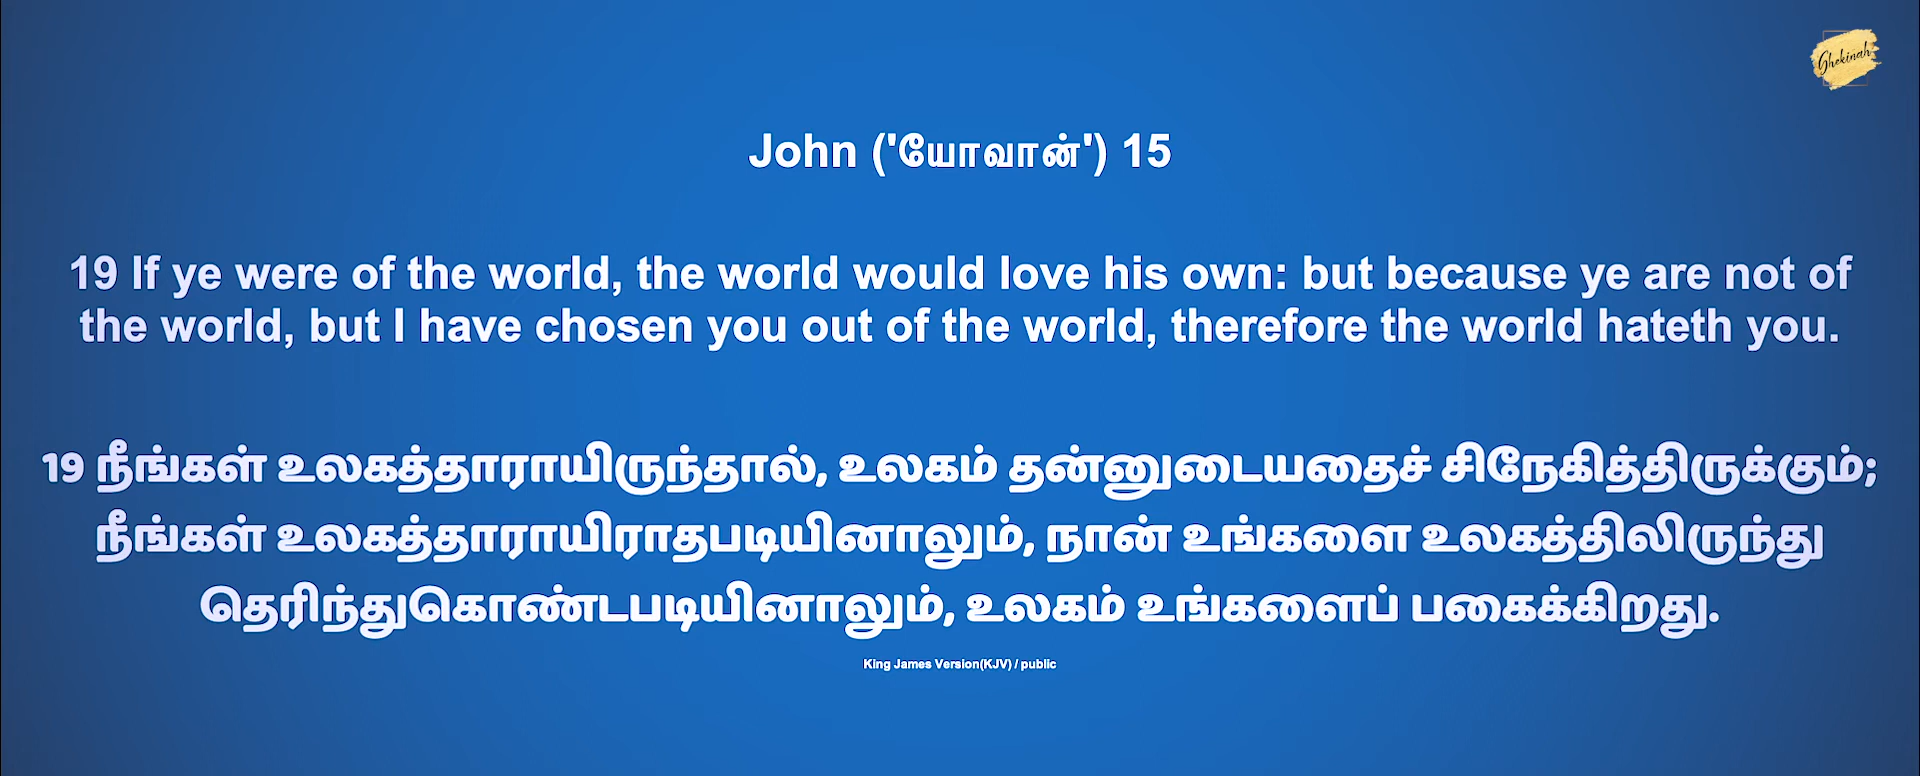 Ghekinah
John ('யோவான்') 15
19 If ye were of the world, the world would love his own: but because ye are not of
the world, but I have chosen you out of the world, therefore the world hateth you.
19 நீங்கள் உலகத்தாராயிருந்தால், உலகம் தன்னுடையதைச் சிநேகித்திருக்கும்;
நீங்கள் உலகத்தாராயிராதபடியினாலும், நான் உங்களை உலகத்திலிருந்து
தெரிந்துகொண்டபடியினாலும், உலகம் உங்களைப் பகைக்கிறது.
King James Version(KJV) / public